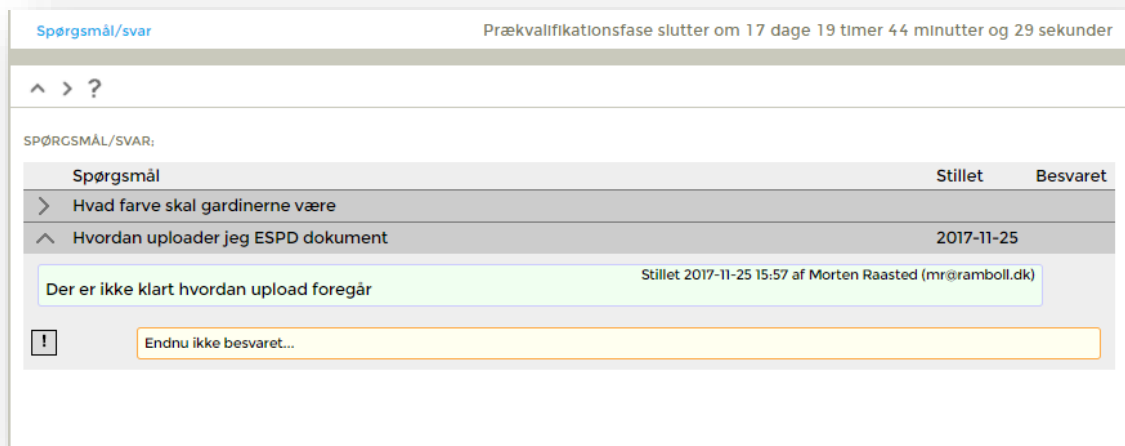 Spørgsmål/svar Prækvalifikationsfase slutter om 17 dage 19 timer 44 minutter og 29 sekunder
?
SPØRGSMÅL/SVAR;
Spørgsmål Stillet Besvaret
Hvad farve skal gardinerne være
Hvordan uploader jeg ESPD dokument 2017-11-25
Stillet 2017-11-25 15:57 af Morten Raasted (mr@ramboll.dk)
Der er ikke klart hvordan upload foregår
! Endnu ikke besvaret...